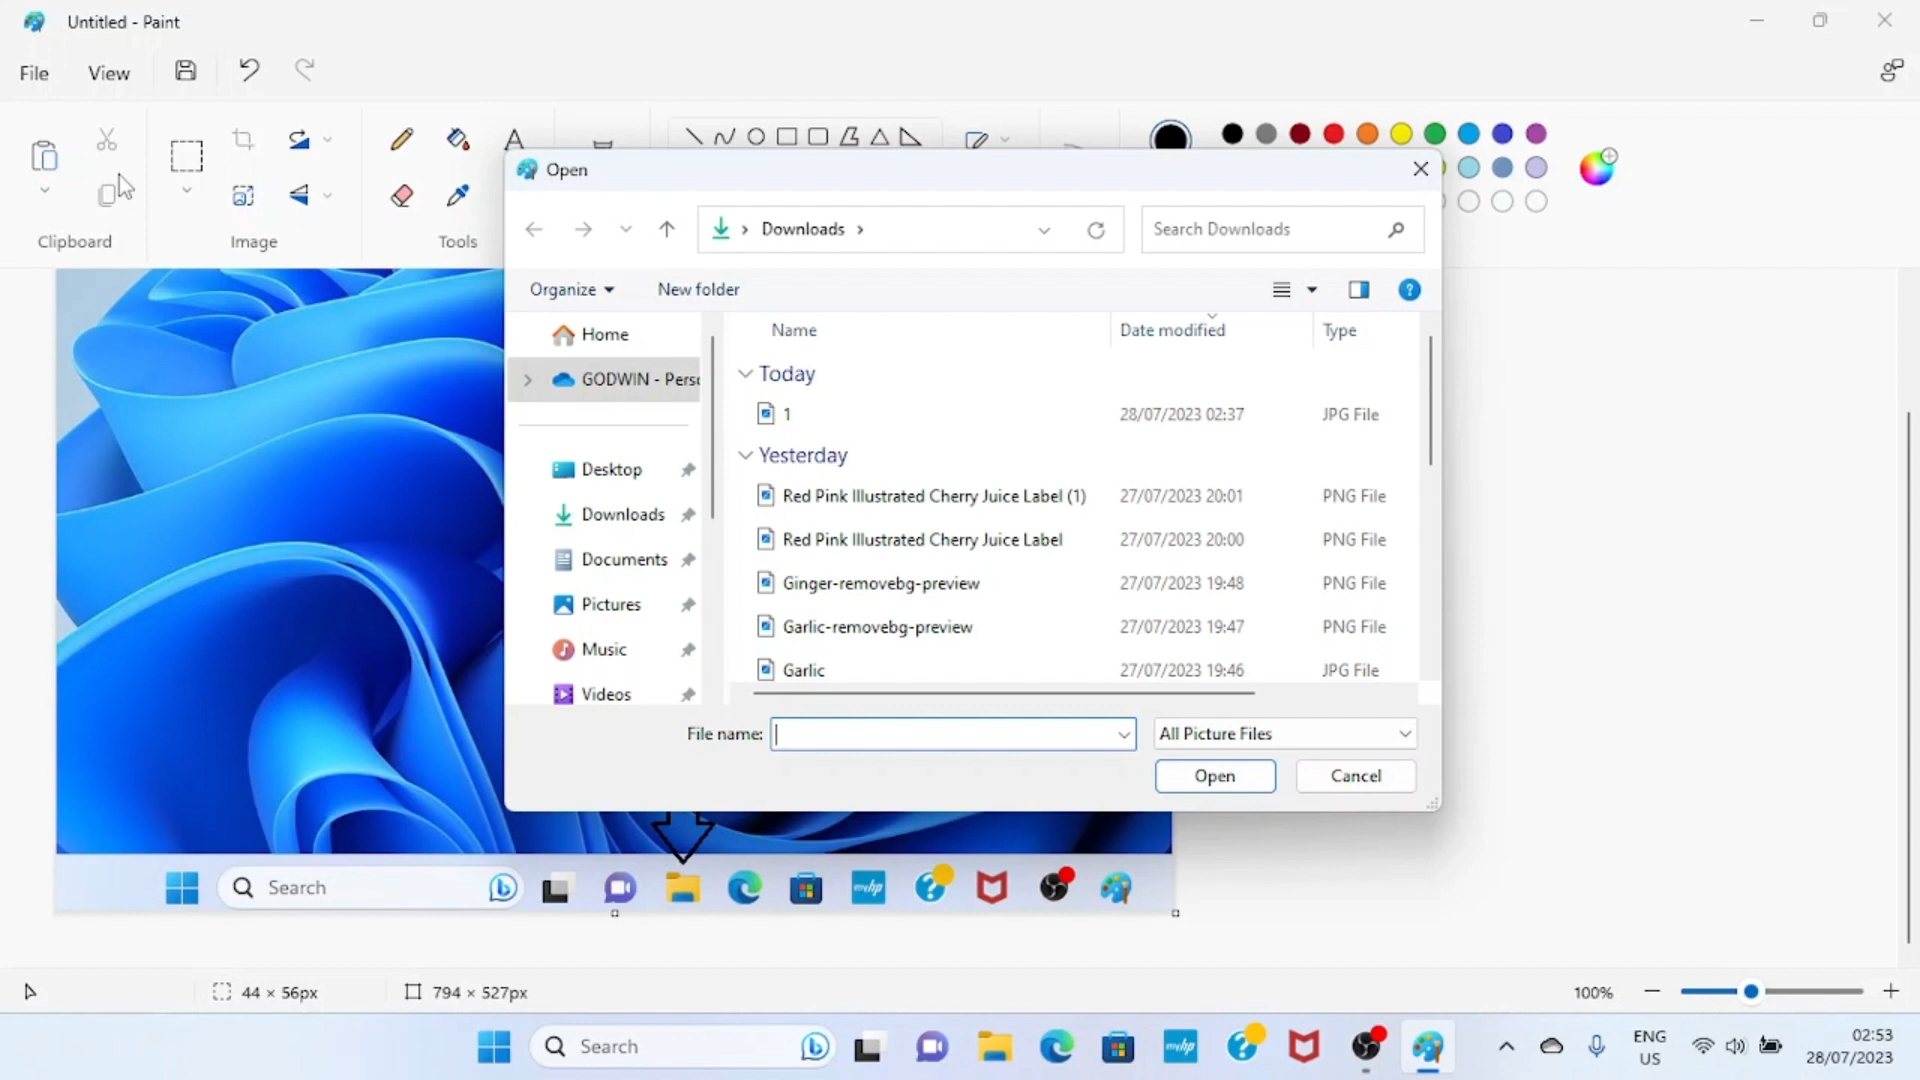 Untitled - Paint
File View
Clipboard Image Tools
Open
Downloads
Search Downloads
Organize New folder
Home
GODWIN - Perso
Desktop
Downloads
Documents
Pictures
Music
Videos
Name Date modified Type
Today
1 28/07/2023 02:37 JPG File
Yesterday
Red Pink Illustrated Cherry Juice Label (1) 27/07/2023 20:01 PNG File
Red Pink Illustrated Cherry Juice Label 27/07/2023 20:00 PNG File
Ginger-removebg-preview 27/07/2023 19:48 PNG File
Garlic-removebg-preview 27/07/2023 19:47 PNG File
Garlic 27/07/2023 19:46 JPG File
File name: All Picture Files
Open Cancel
Search myhp
44 × 56px 794 × 527px 100%
Search myhp ENG 02:53
US 28/07/2023